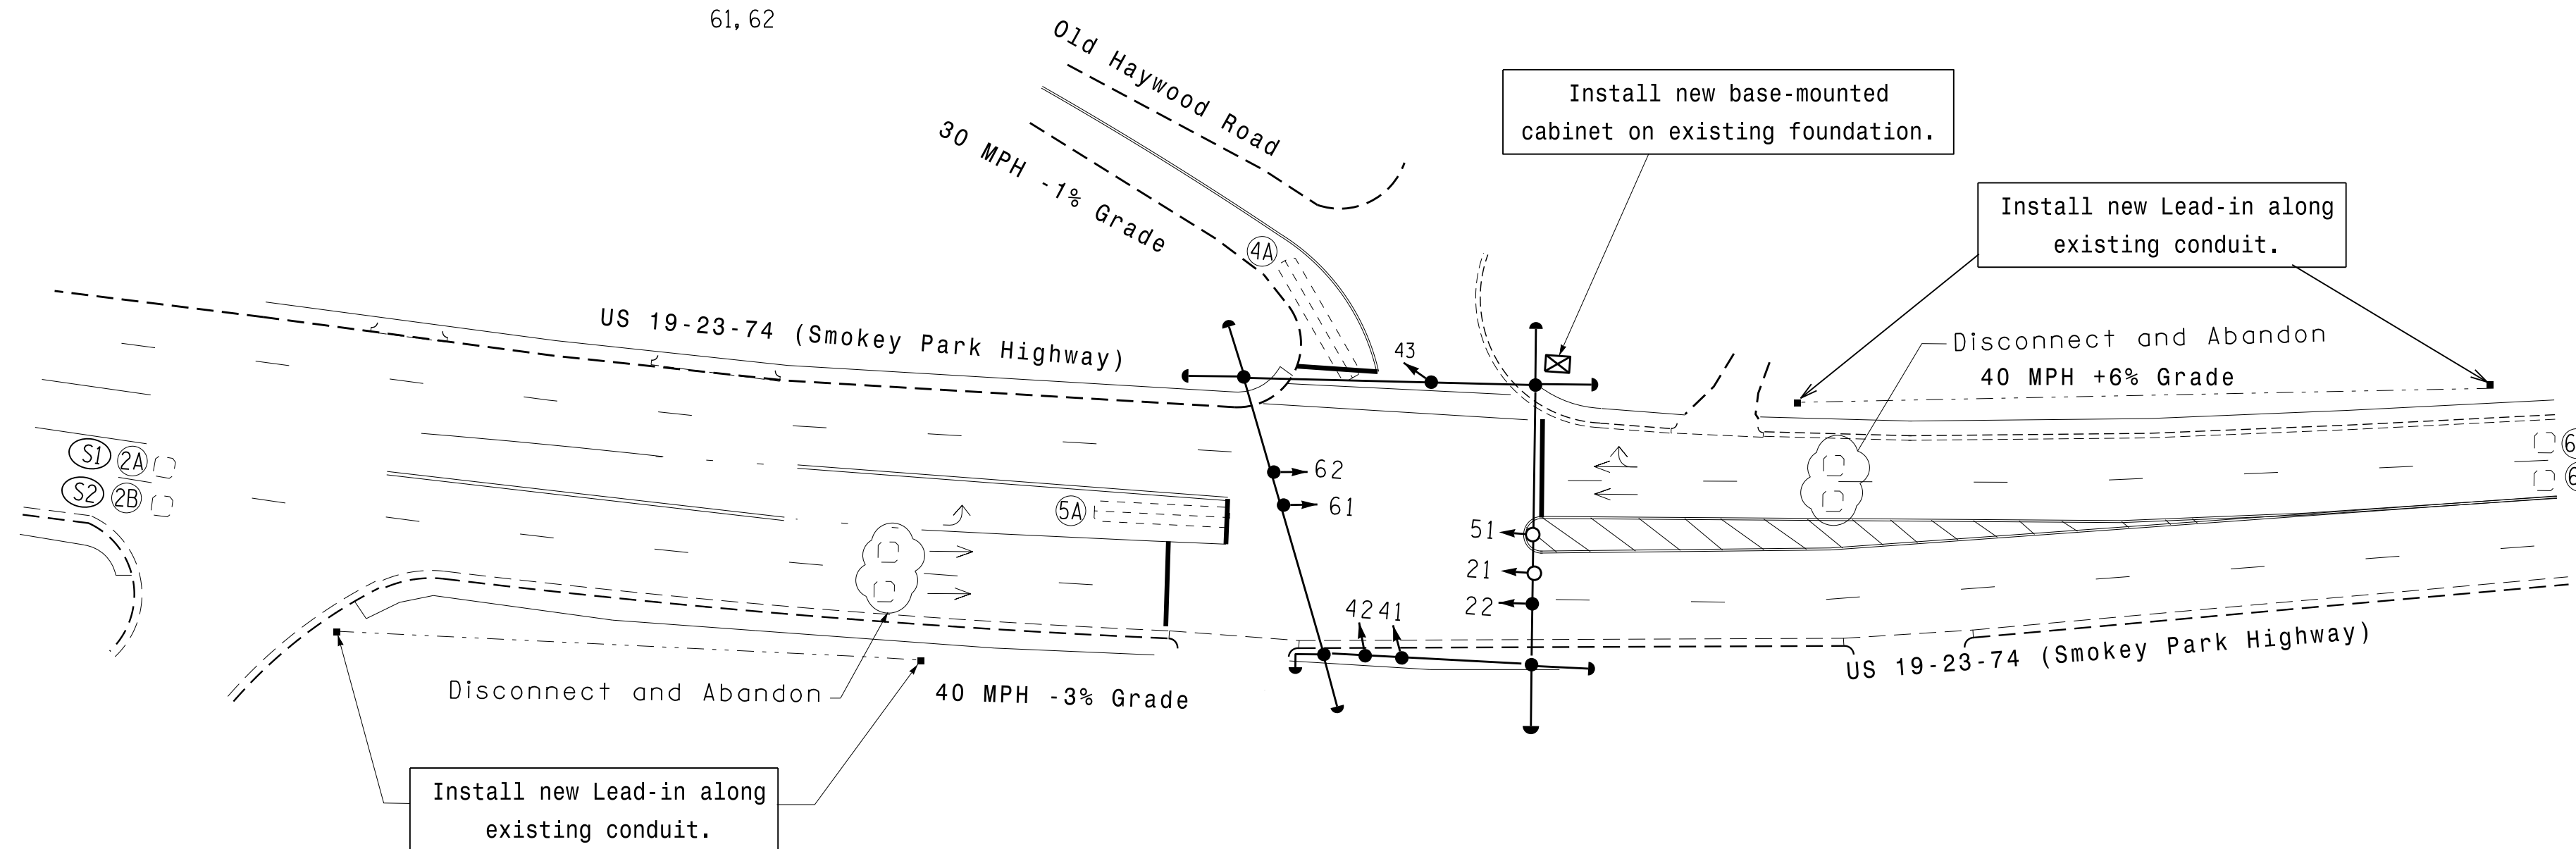 61, 62
Old Haywood Road
30 MPH -1% Grade
Install new base-mounted
cabinet on existing foundation.
Install new Lead-in along
existing conduit.
4A
US 19-23-74 (Smokey Park Highway)
43
Disconnect and Abandon
40 MPH +6% Grade
S1 2A
S2 2B
62
61
5A
51
21
22
42 41
6
6
US 19-23-74 (Smokey Park Highway)
Disconnect and Abandon
40 MPH -3% Grade
Install new Lead-in along
existing conduit.